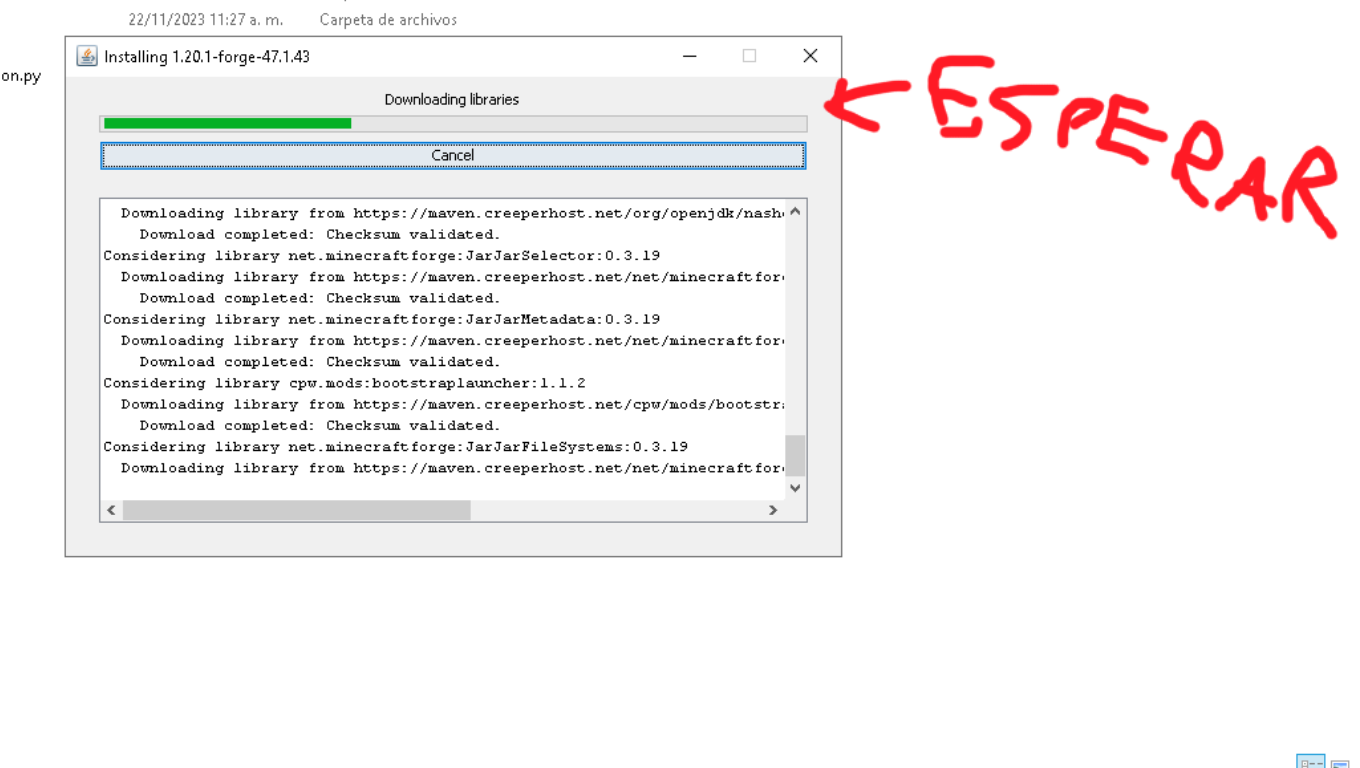 22/11/2023 11:27 a. m. Carpeta de archivos
on.py
Installing 1.20.1-forge-47.1.43
Downloading libraries
ESPERAR
Cancel
Downloading library from https://maven.creeperhost.net/org/openjdk/nash
Download completed: Checksum validated.
Considering library net.minecraftforge:JarJarSelector:0.3.19
Downloading library from https://maven.creeperhost.net/net/minecraftfor
Download completed: Checksum validated.
Considering library net.minecraftforge:JarJarMetadata:0.3.19
Downloading library from https://maven.creeperhost.net/net/minecraftfor
Download completed: Checksum validated.
Considering library cpw.mods:bootstraplauncher:1.1.2
Downloading library from https://maven.creeperhost.net/cpw/mods/bootstr
Download completed: Checksum validated.
Considering library net.minecraftforge:JarJarFileSystems:0.3.19
Downloading library from https://maven.creeperhost.net/net/minecraftfor